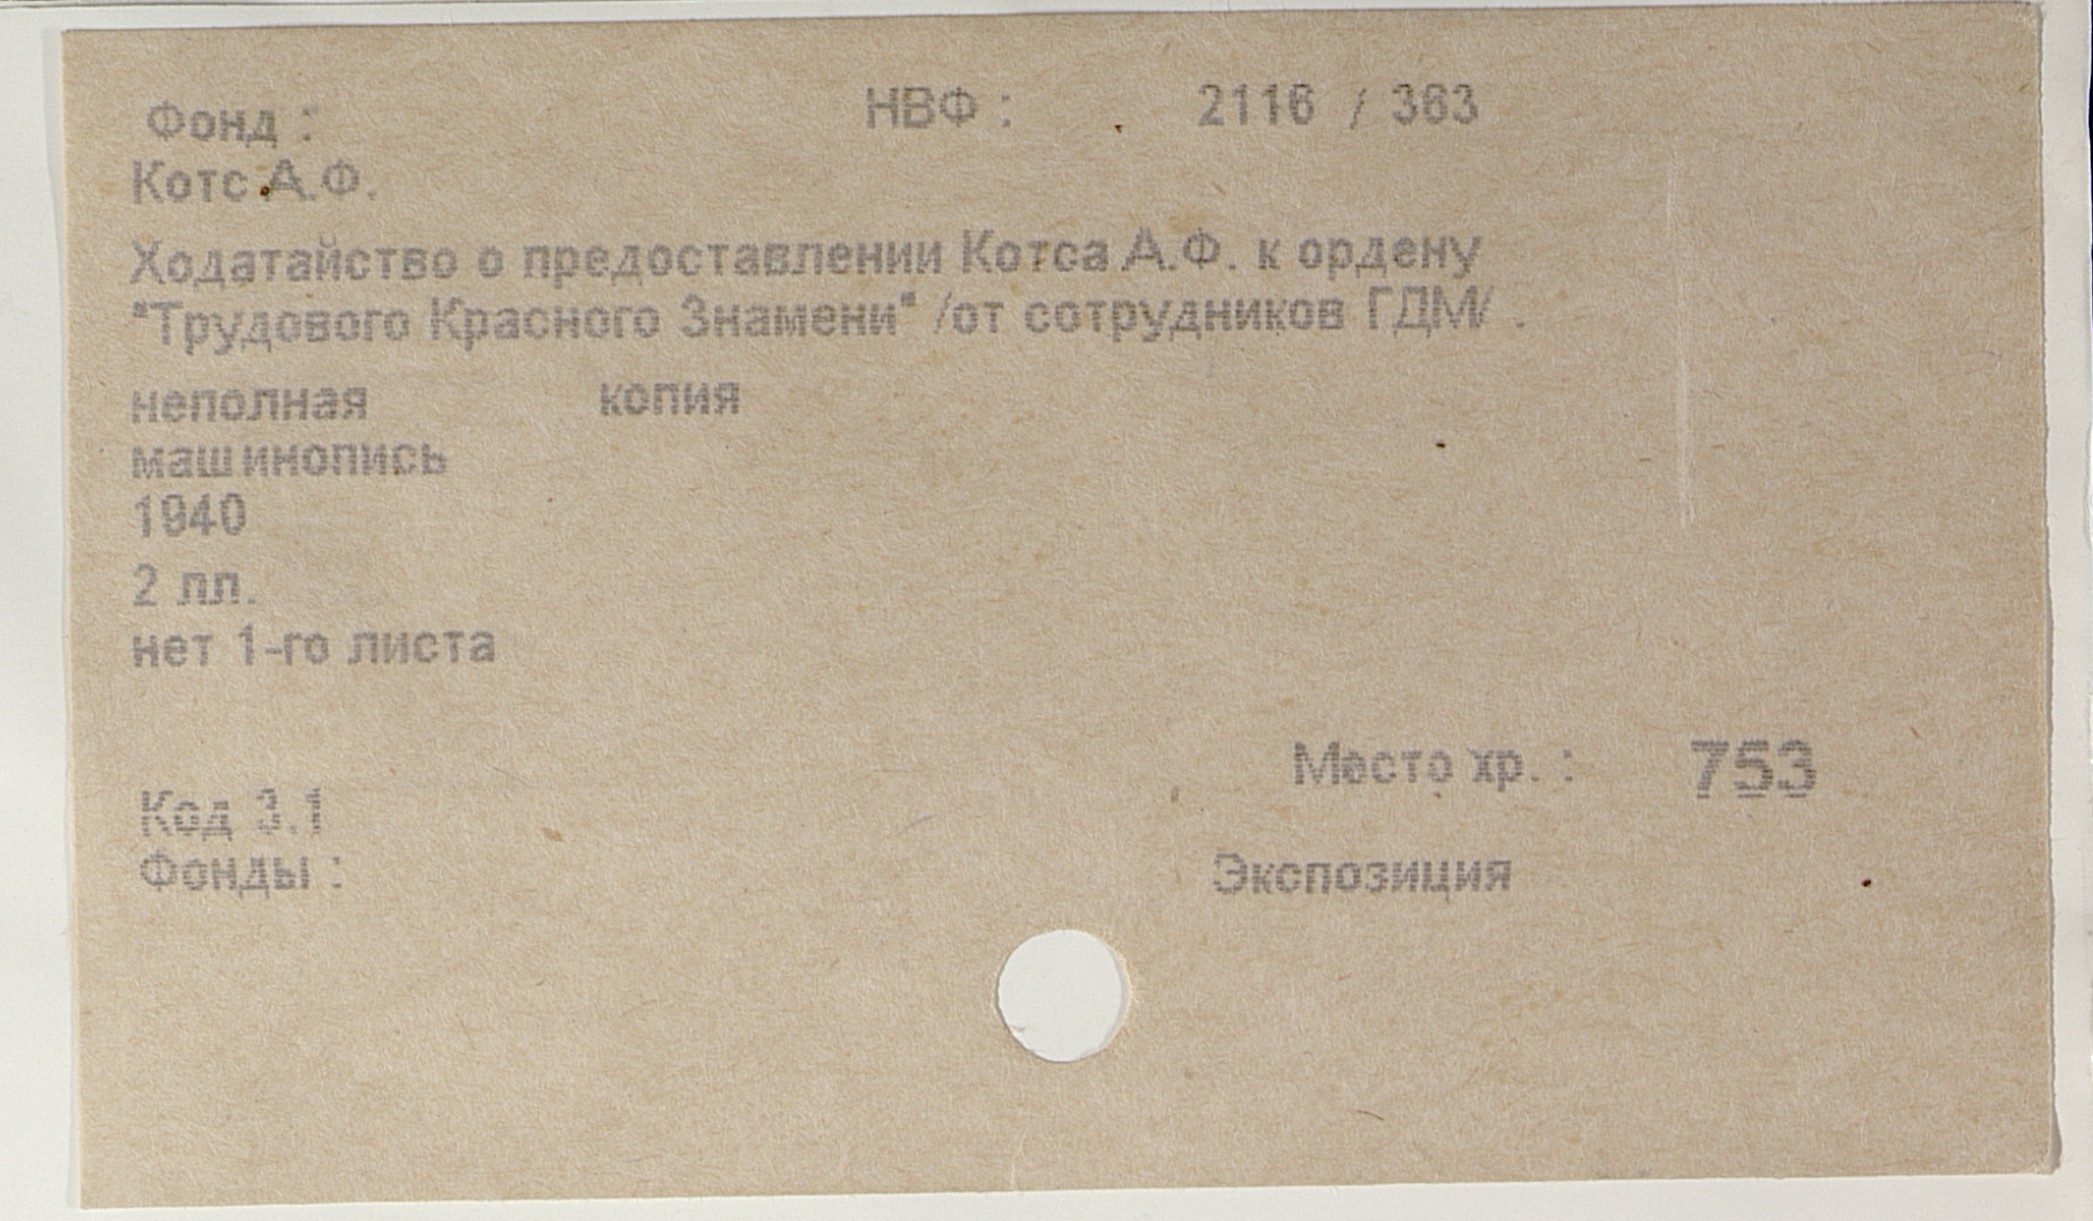 Фонд : НВФ : 2116 / 363
Котс А.Ф.
Ходатайство о предоставлении Котса А.Ф. к ордену
"Трудового Красного Знамени" /от сотрудников ГДМ/ .
неполная копия
машинопись
1940
2 лл.
нет 1-го листа
Место хр. : 753
Код 3.1
Фонды : Экспозиция